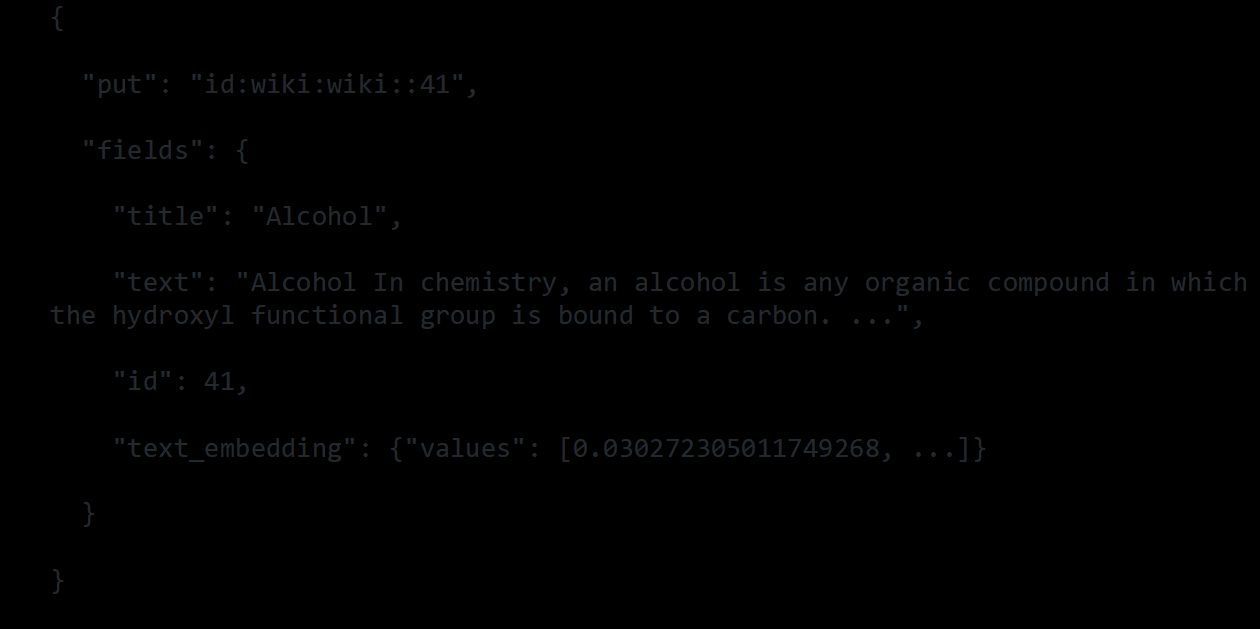 {
"put": "id:wiki:wiki::41",
"fields": {
"title": "Alcohol",
"text": "Alcohol In chemistry, an alcohol is any organic compound in which
the hydroxyl functional group is bound to a carbon. ...",
"id": 41,
"text_embedding": {"values": [0.030272305011749268, ...]}
}
}